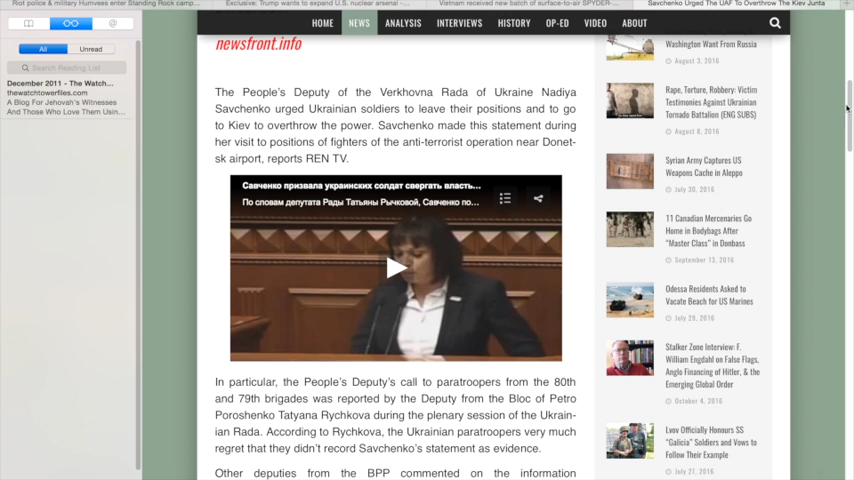 Riot police & military Humvees enter Standing Rock camp...
Exclusive: Trump wants to expand U.S. nuclear arsenal -...
Vietnam received new batch of surface-to-air SPYDER-...
Savchenko Urged The UAF To Overthrow The Kiev Junta
HOME NEWS ANALYSIS INTERVIEWS HISTORY OP-ED VIDEO ABOUT
All Unread
Search Reading List
December 2011 - The Watch...
thewatchtowerfiles.com
A Blog For Jehovah's Witnesses
And Those Who Love Them Usin...
newsfront.info
The People's Deputy of the Verkhovna Rada of Ukraine Nadiya
Savchenko urged Ukrainian soldiers to leave their positions and to go
to Kiev to overthrow the power. Savchenko made this statement during
her visit to positions of fighters of the anti-terrorist operation near Donet-
sk airport, reports REN TV.
Савченко призвала украинских солдат свергать власть...
По словам депутата Рады Татьяны Рычковой, Савченко по...
In particular, the People's Deputy's call to paratroopers from the 80th
and 79th brigades was reported by the Deputy from the Bloc of Petro
Poroshenko Tatyana Rychkova during the plenary session of the Ukrain-
ian Rada. According to Rychkova, the Ukrainian paratroopers very much
regret that they didn't record Savchenko's statement as evidence.
Other deputies from the BPP commented on the information
Washington Want From Russia
August 3, 2016
Rape, Torture, Robbery: Victim
Testimonies Against Ukrainian
Tornado Battalion (ENG SUBS)
August 8, 2016
Syrian Army Captures US
Weapons Cache in Aleppo
July 30, 2016
11 Canadian Mercenaries Go
Home in Bodybags After
"Master Class" in Donbass
September 13, 2016
Odessa Residents Asked to
Vacate Beach for US Marines
July 29, 2016
Stalker Zone Interview: F.
William Engdahl on False Flags,
Anglo Financing of Hitler, & the
Emerging Global Order
October 4, 2016
Lvov Officially Honours SS
"Galicia" Soldiers and Vows to
Follow Their Example
July 27, 2016